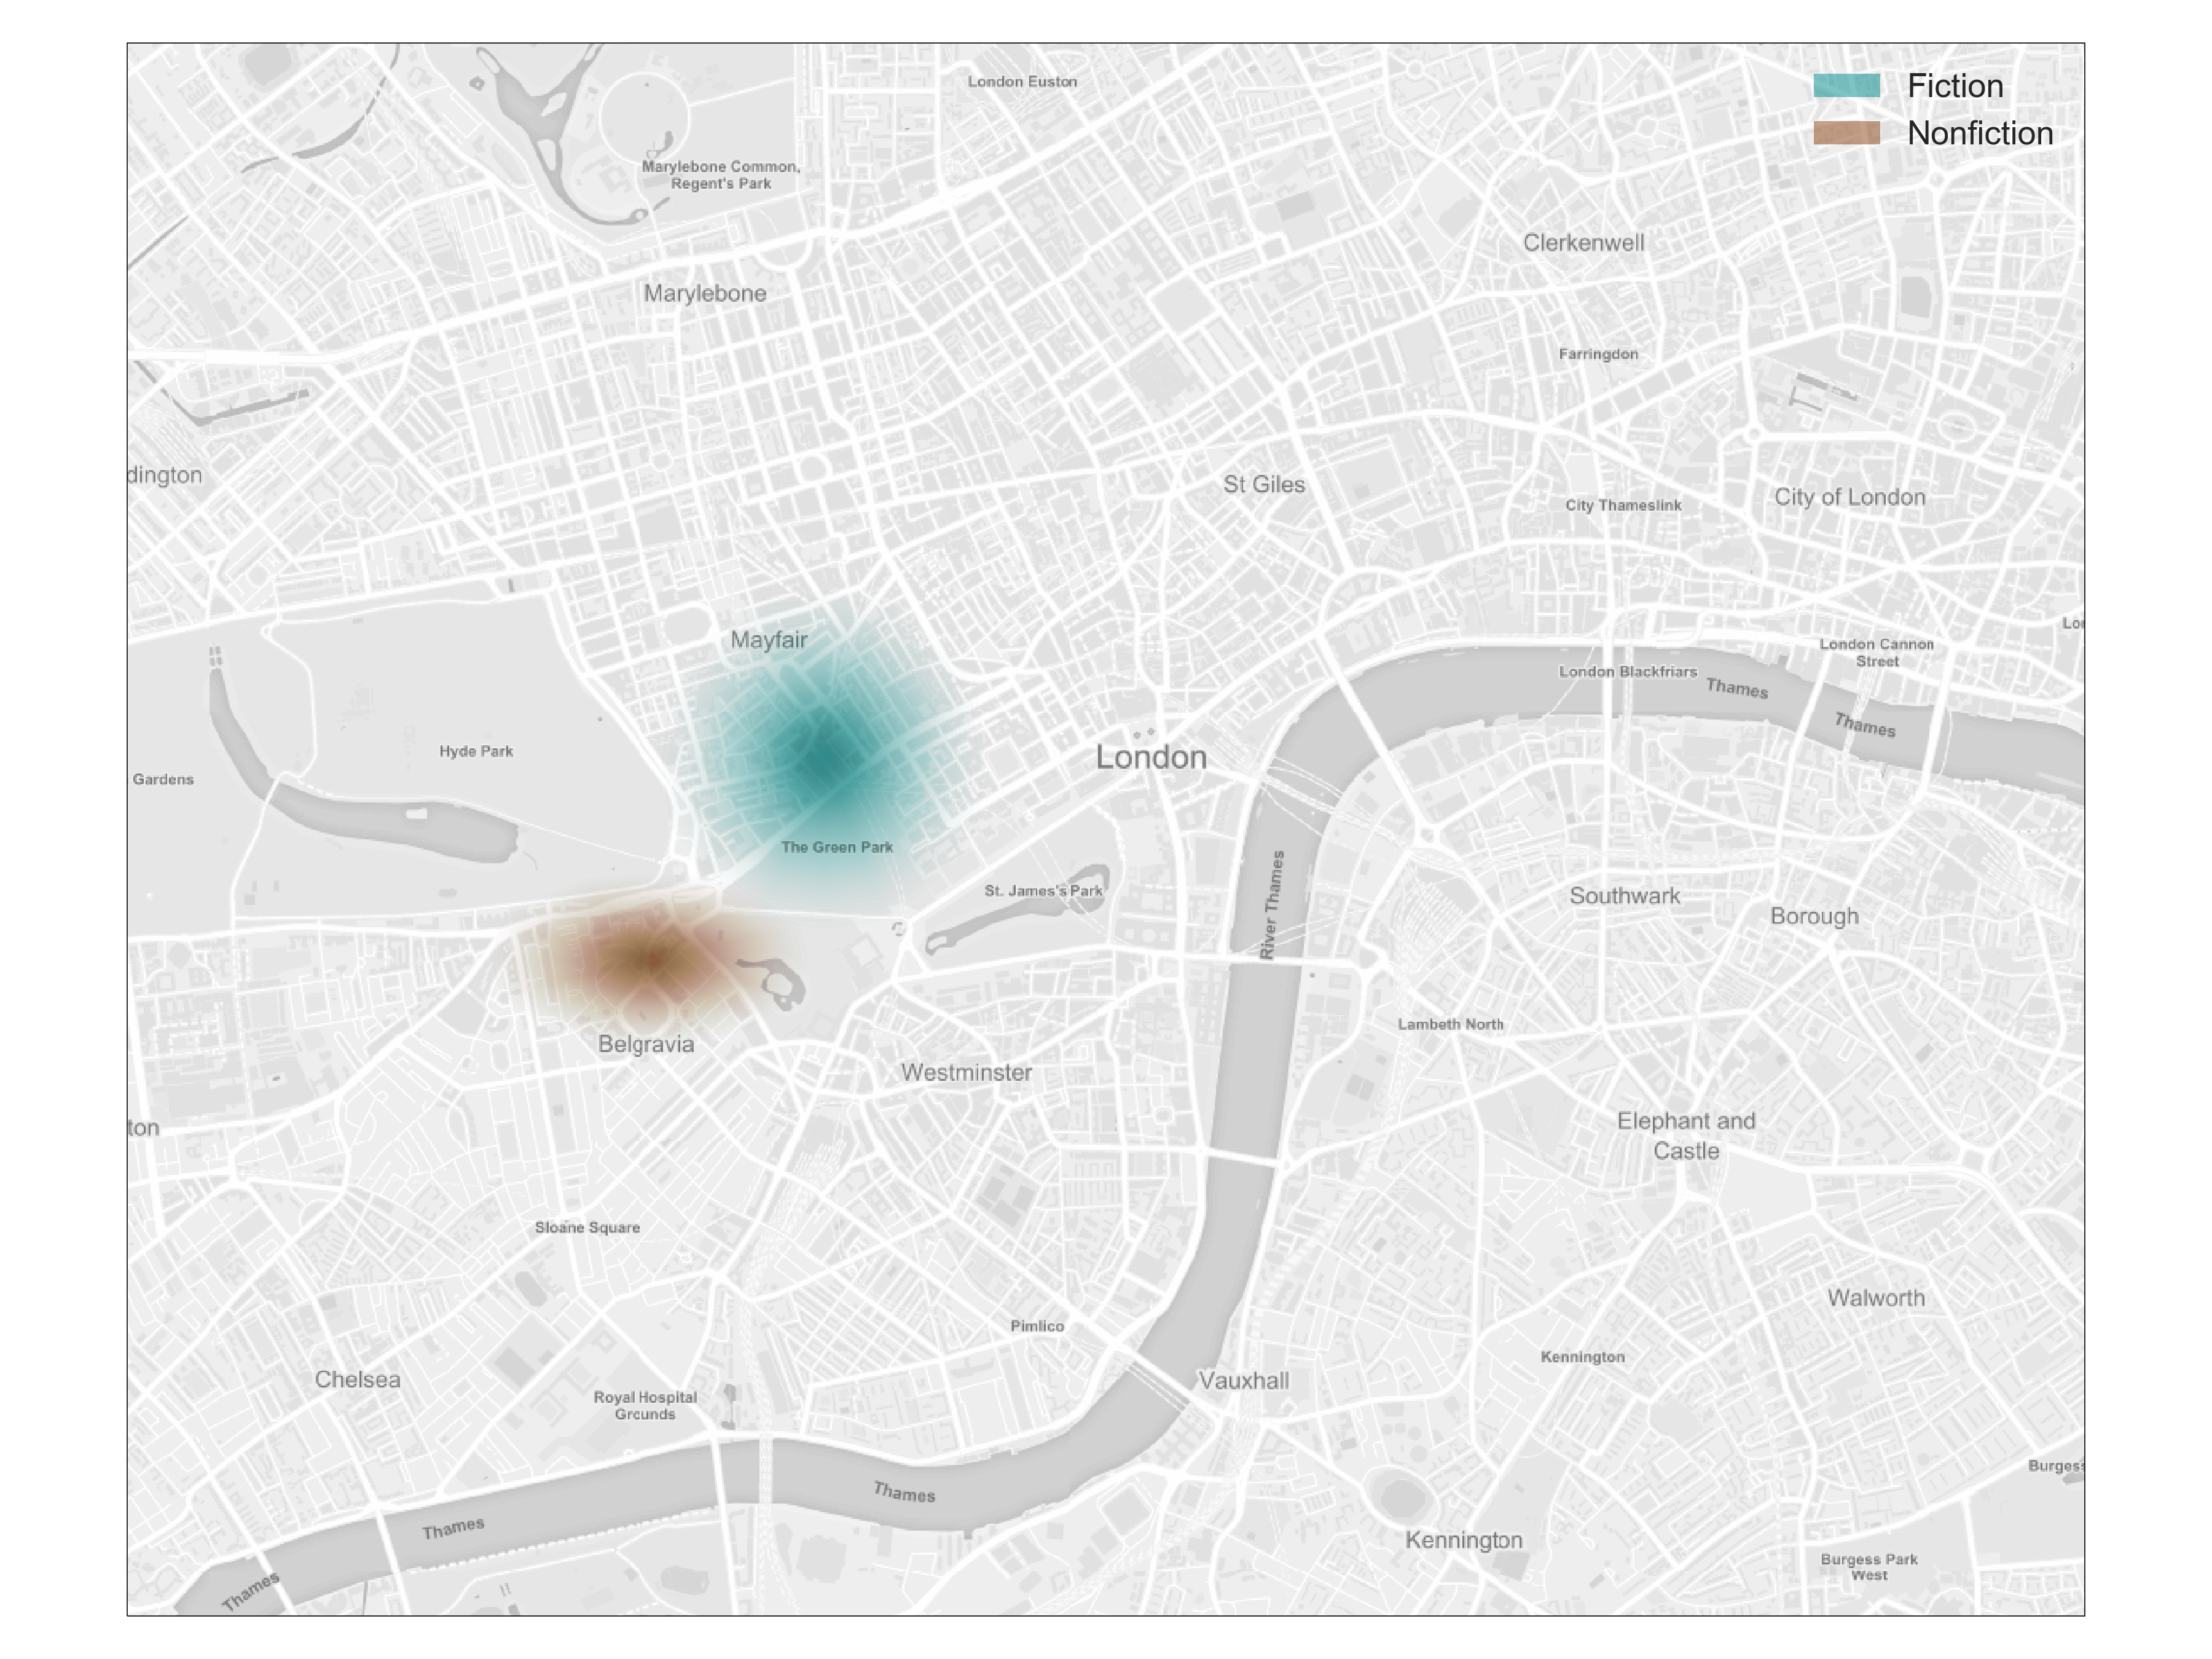 London Euston
Fiction
Nonfiction
Marylebone Common,
Regent's Park
Clerkenwell
Marylebone
Farringdon
dington
St Giles
City Thameslink
City of London
Mayfair
Lon
London Cannon
Street
London Blackfriars
Thames
Thames
Hyde Park
London
Gardens
The Green Park
St. James's Park
River Thames
Southwark
Borough
Belgravia
Lambeth North
Westminster
ton
Elephant and
Castle
Sloane Square
Walworth
Pimlico
Kennington
Chelsea
Vauxhall
Royal Hospital
Grounds
Burgess
Thames
Thames
Kennington
Burgess Park
West
Thames